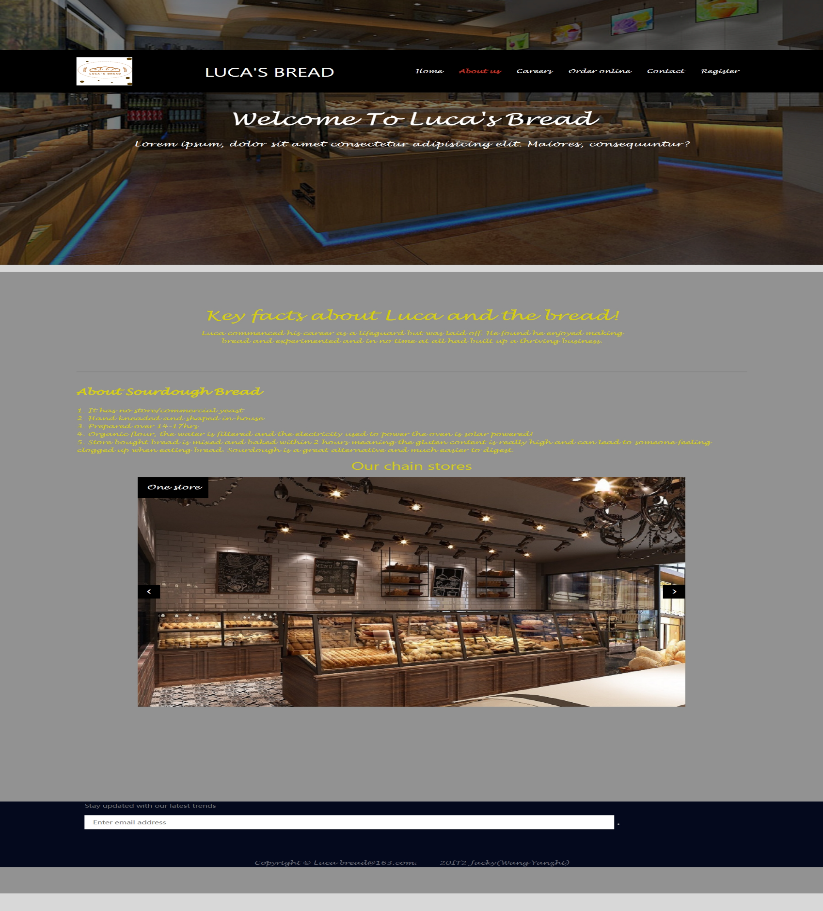 LUCA'S BREAD
LUCA'S BREAD Home About us Careers Order online Contact Register
Welcome To Luca's Bread
Lorem ipsum, dolor sit amet consectetur adipisicing elit. Maiores, consequuntur?
Key facts about Luca and the bread!
Luca commenced his career as a lifeguard but was laid off. He found he enjoyed making
bread and experimented and in no time at all had built up a thriving business.
About Sourdough Bread
1. It has no store/commercial yeast
2. Hand kneaded and shaped in-house
3. Prepared over 14-17hrs
4. Organic flour, the water is filtered and the electricity used to power the oven is solar powered!
5. Store bought bread is mixed and baked within 2 hours meaning the gluten content is really high and can lead to someone feeling
clogged up when eating bread. Sourdough is a great alternative and much easier to digest.
Our chain stores
One store
Stay updated with our latest trends
Enter email address
Copyright © Luca bread@163.com. 20IT2 Jacky(Wang Yanzhi)